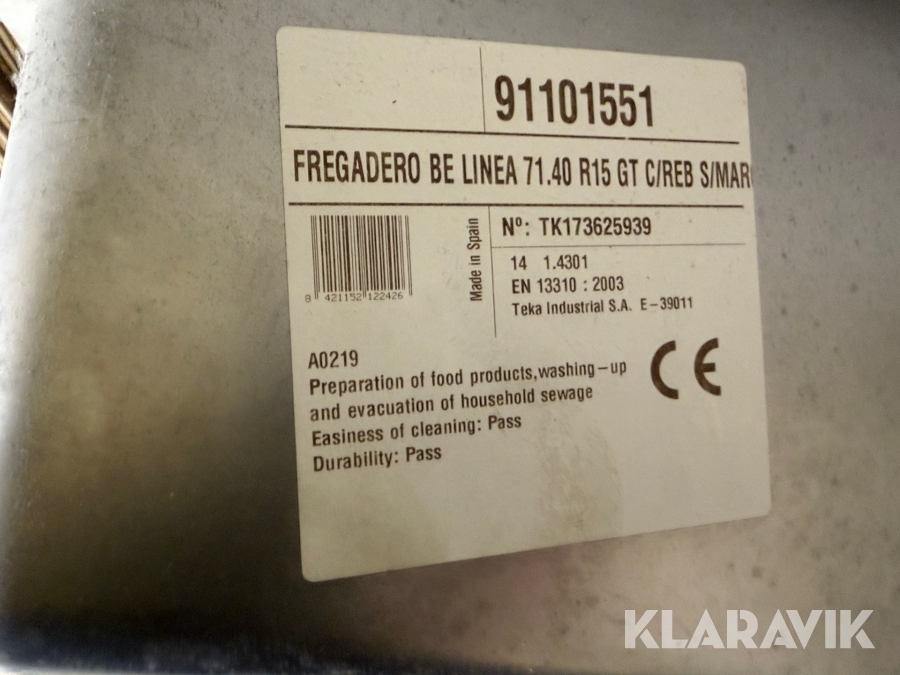 91101551
FREGADERO BE LINEA 71.40 R15 GT C/REB S/MAR
Made in Spain
Nº: TK173625939
14 1.4301
EN 13310 : 2003
Teka Industrial S.A. E-39011
8 421152 122426
CE
A0219
Preparation of food products,washing-up
and evacuation of household sewage
Easiness of cleaning: Pass
Durability: Pass
KLARAVIK